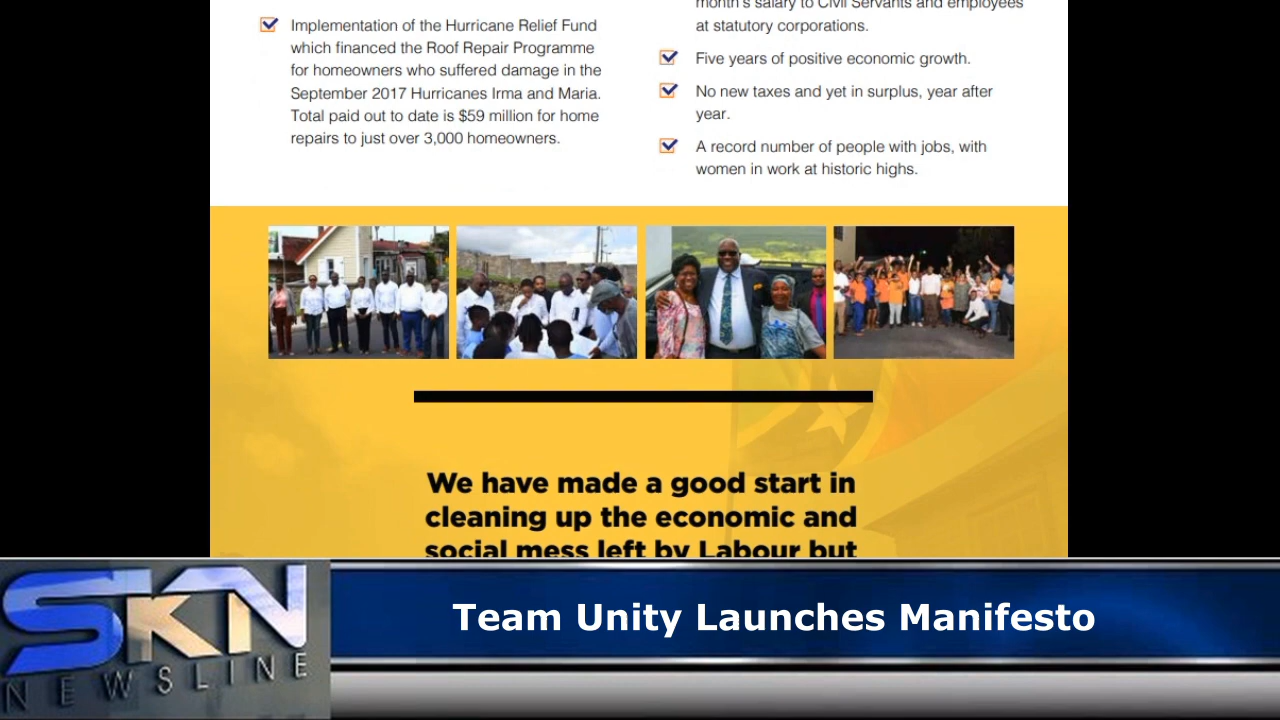 Implementation of the Hurricane Relief Fund
which financed the Roof Repair Programme
for homeowners who suffered damage in the
September 2017 Hurricanes Irma and Maria.
Total paid out to date is $59 million for home
repairs to just over 3,000 homeowners.
month's salary to Civil Servants and employees
at statutory corporations.
Five years of positive economic growth.
No new taxes and yet in surplus, year after
year.
A record number of people with jobs, with
women in work at historic highs.
We have made a good start in
cleaning up the economic and
social mess left by Labour but
SKN
NEWSLINE
Team Unity Launches Manifesto